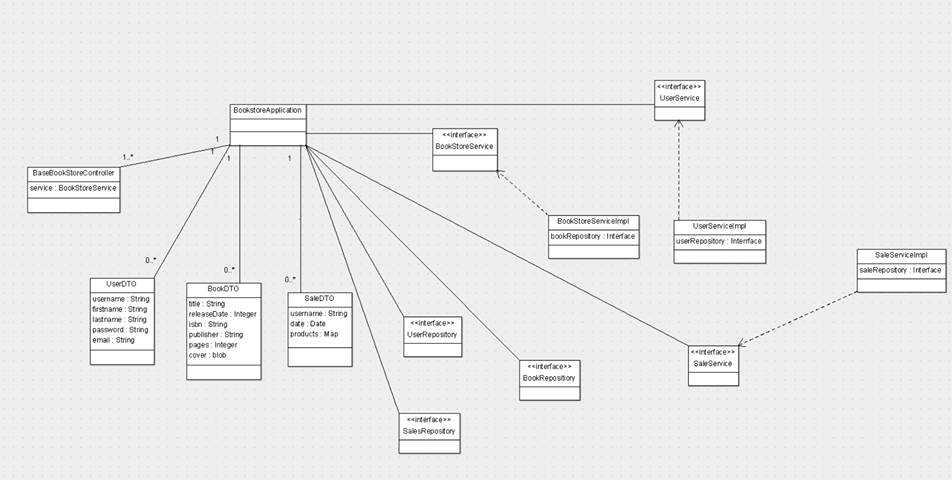 <<interface>>
UserService
BookstoreApplication
<<interface>>
BookStoreService
1
1
1
1
1..*
BaseBookStoreController
service : BookStoreService
BookStoreServiceImpl
bookRepository : Interface
UserServiceImpl
userRepository : Interrface
SaleServiceImpl
saleRepository : Interface
0..*
0..*
0..*
UserDTO
username : String
firstname : String
lastname : String
password : String
email : String
BookDTO
title : String
releaseDate : Integer
isbn : String
publisher : String
pages : Integer
cover : blob
SaleDTO
username : String
date : Date
products : Map
<<interface>>
UserRepository
<<interface>>
BookRepositiory
<<interface>>
SaleService
<<interface>>
SalesRepository